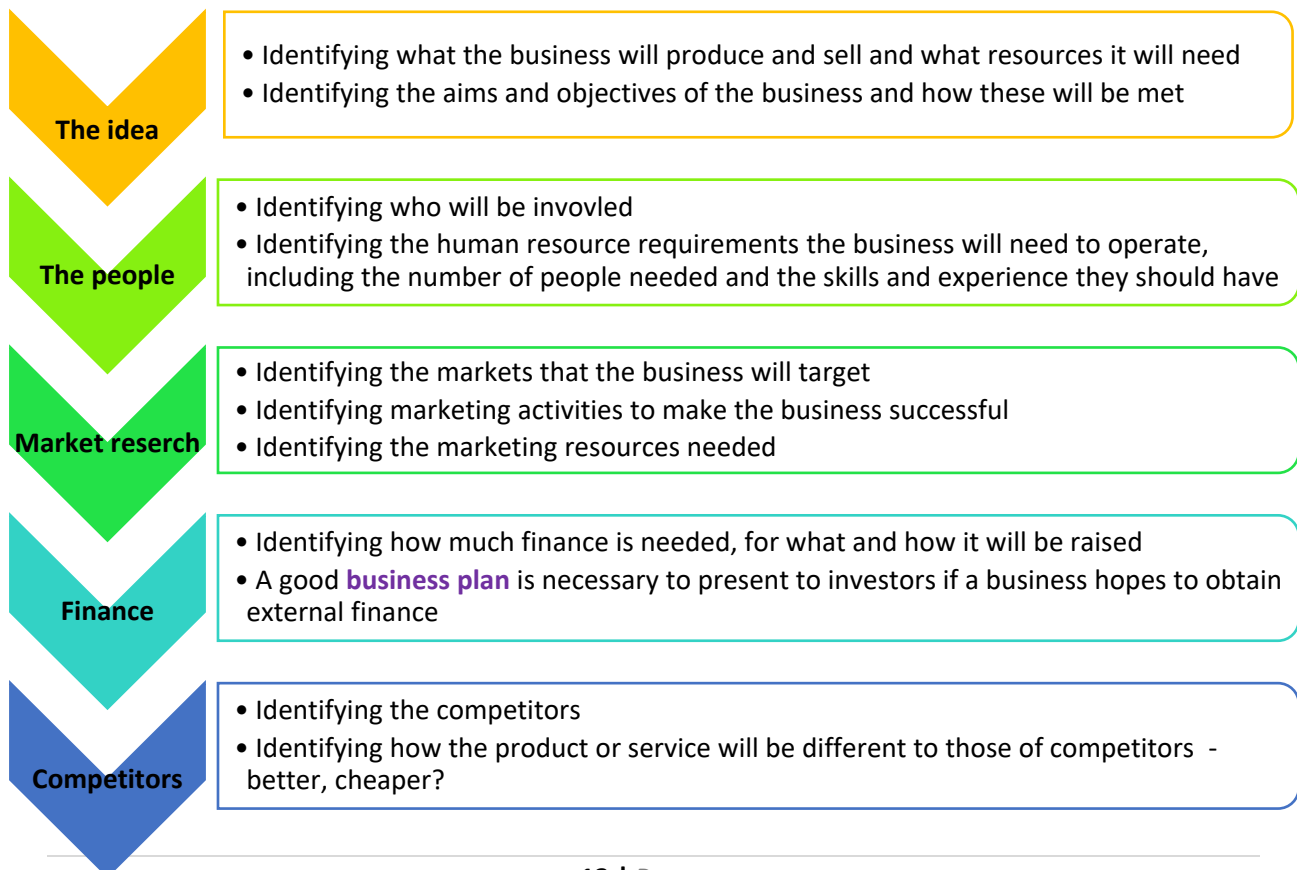 • Identifying what the business will produce and sell and what resources it will need
• Identifying the aims and objectives of the business and how these will be met
The idea
• Identifying who will be invovled
• Identifying the human resource requirements the business will need to operate,
including the number of people needed and the skills and experience they should have
The people
• Identifying the markets that the business will target
• Identifying marketing activities to make the business successful
• Identifying the marketing resources needed
Market reserch
• Identifying how much finance is needed, for what and how it will be raised
• A good business plan is necessary to present to investors if a business hopes to obtain
external finance
Finance
• Identifying the competitors
• Identifying how the product or service will be different to those of competitors -
better, cheaper?
Competitors